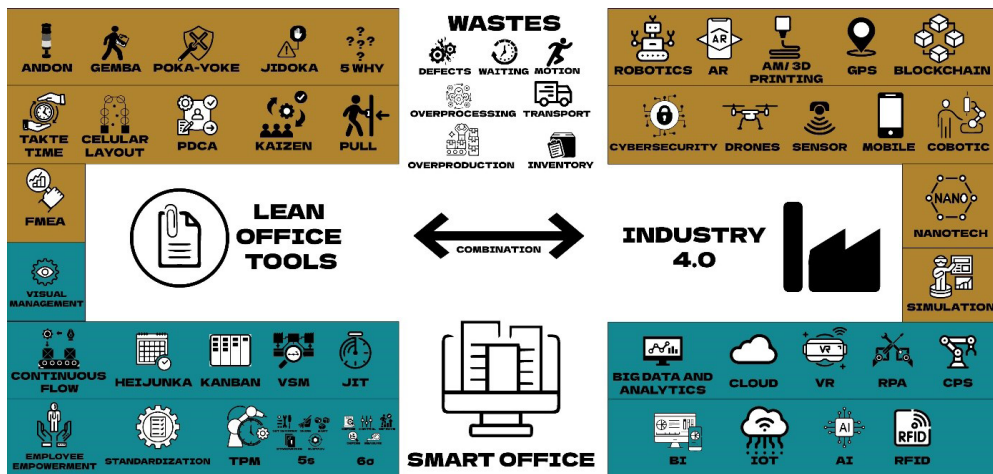 ANDON
GEMBA
POKA-YOKE
JIDOKA
? ? ?
? ?
?
5 WHY
TAKTE
TIME
CELULAR
LAYOUT
PDCA
KAIZEN
PULL
FMEA
VISUAL
MANAGEMENT
CONTINUOUS
FLOW
HEIJUNKA
KANBAN
VSM
JIT
EMPLOYEE
EMPOWERMENT
STANDARDIZATION
TPM
5s
6σ
WASTES
DEFECTS
WAITING
MOTION
OVERPROCESSING
TRANSPORT
OVERPRODUCTION
INVENTORY
LEAN
OFFICE
TOOLS
COMBINATION
INDUSTRY
4.0
SMART OFFICE
ROBOTICS
AR
AR
AM/ 3D
PRINTING
GPS
BLOCKCHAIN
CYBERSECURITY
DRONES
SENSOR
MOBILE
COBOTIC
NANO
NANOTECH
SIMULATION
BIG DATA AND
ANALYTICS
CLOUD
VR
VR
RPA
CPS
BI
IOT
AI
AI
RFID
RFID